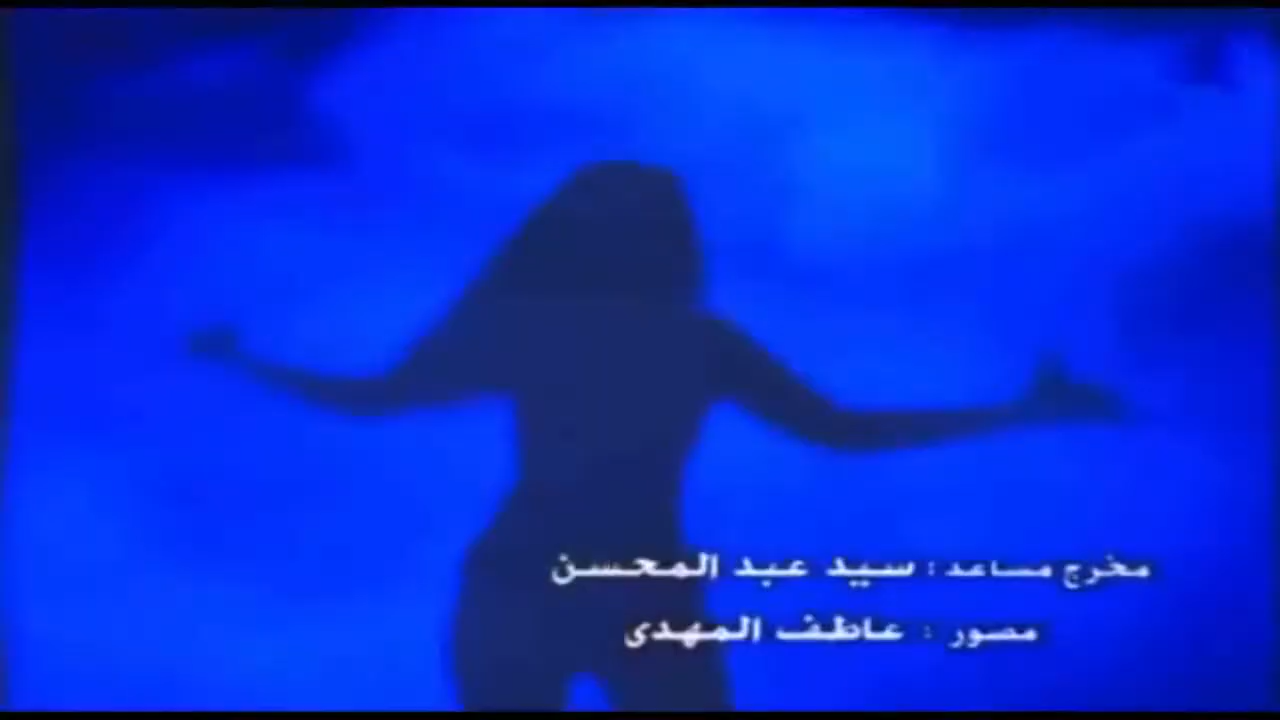 مخرج مساعد : سيد عبد المحسن
مصور : عاطف المهدى